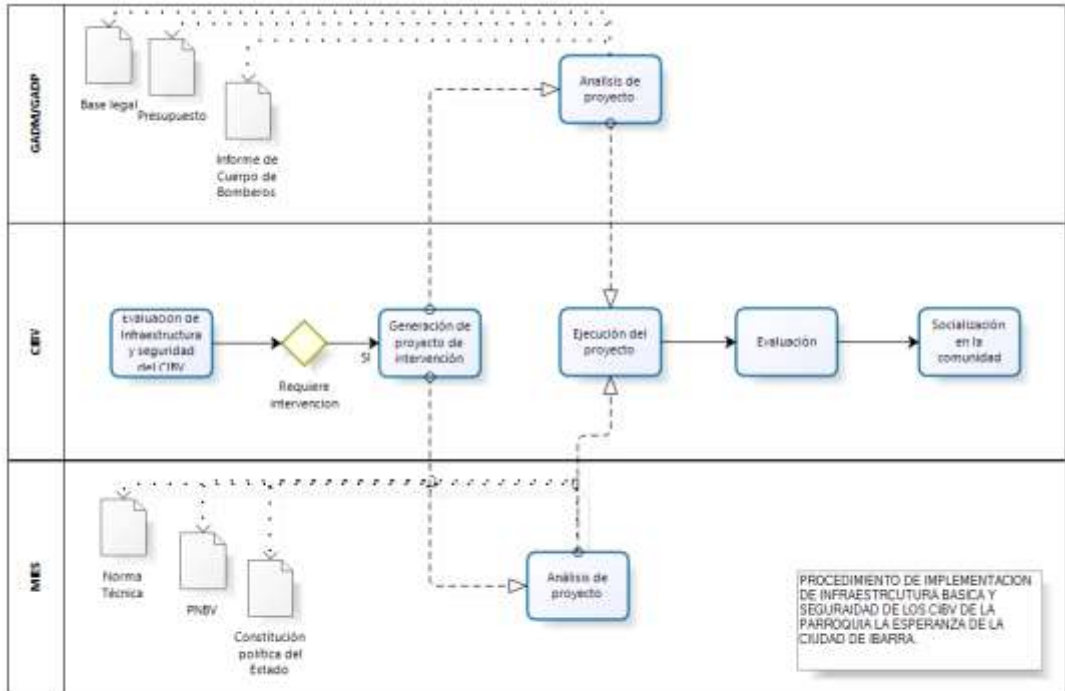 GADM/GADP
Base legal
Presupuesto
Informe de
Cuerpo de
Bomberos
Analisis de
proyecto
CIBV
Evaluación de
Infraestructura
y seguridad
del CIBV
Requiere
intervencion
SI
Generación de
proyecto de
intervención
Ejecución del
proyecto
Evaluación
Socialización
en la
comunidad
MIES
Norma
Técnica
PNBV
Constitución
política del
Estado
Análisis de
proyecto
PROCEDIMIENTO DE IMPLEMENTACION
DE INFRAESTRCUTURA BASICA Y
SEGURAIDAD DE LOS CIBV DE LA
PARROQUIA LA ESPERANZA DE LA
CIUDAD DE IBARRA.